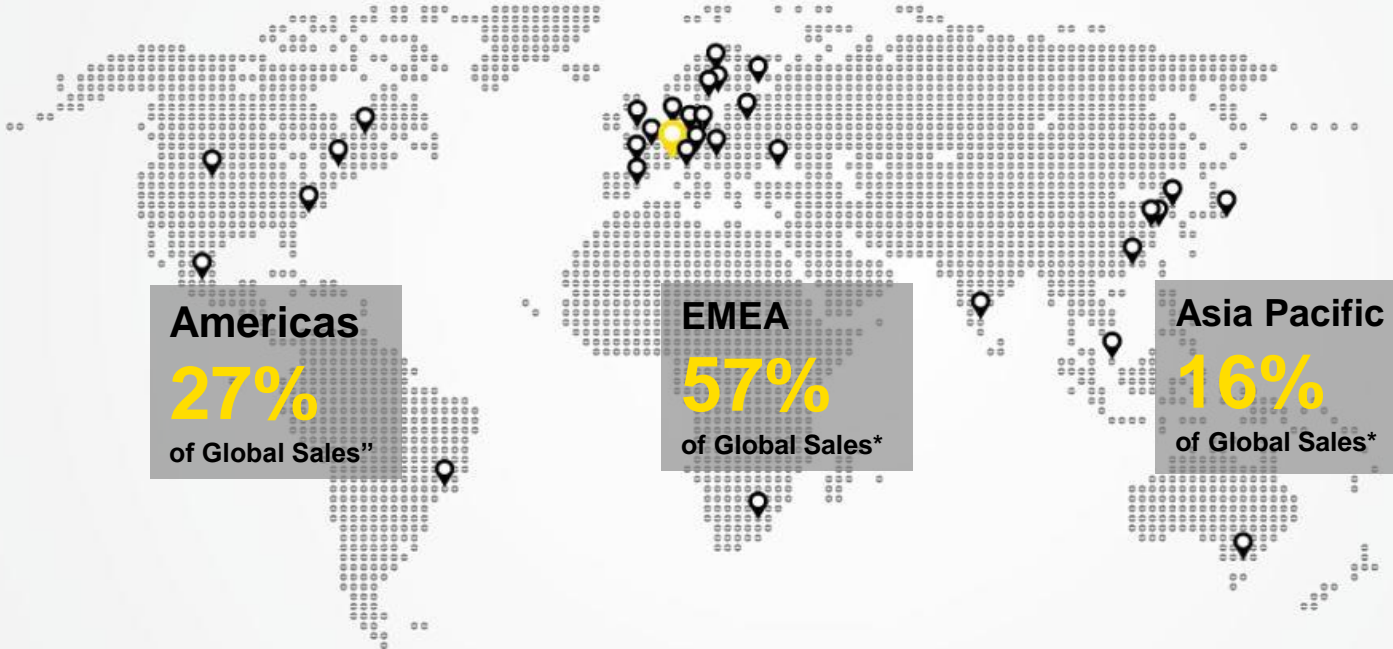 Americas
27%
of Global Sales”
EMEA
57%
of Global Sales*
Asia Pacific
16%
of Global Sales*